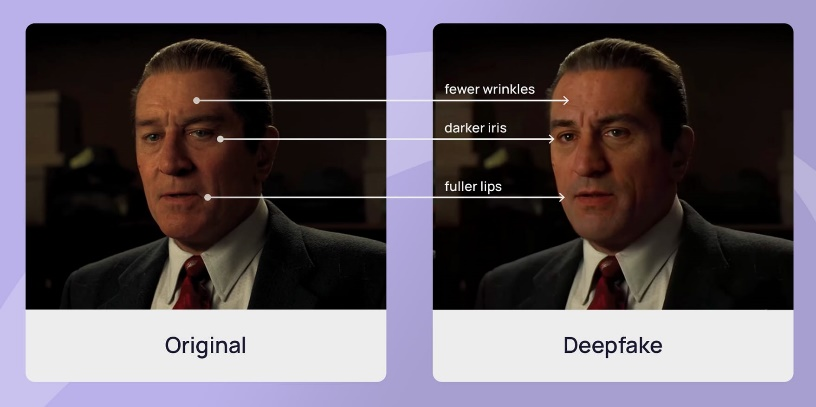 fewer wrinkles
darker iris
fuller lips
Original
Deepfake